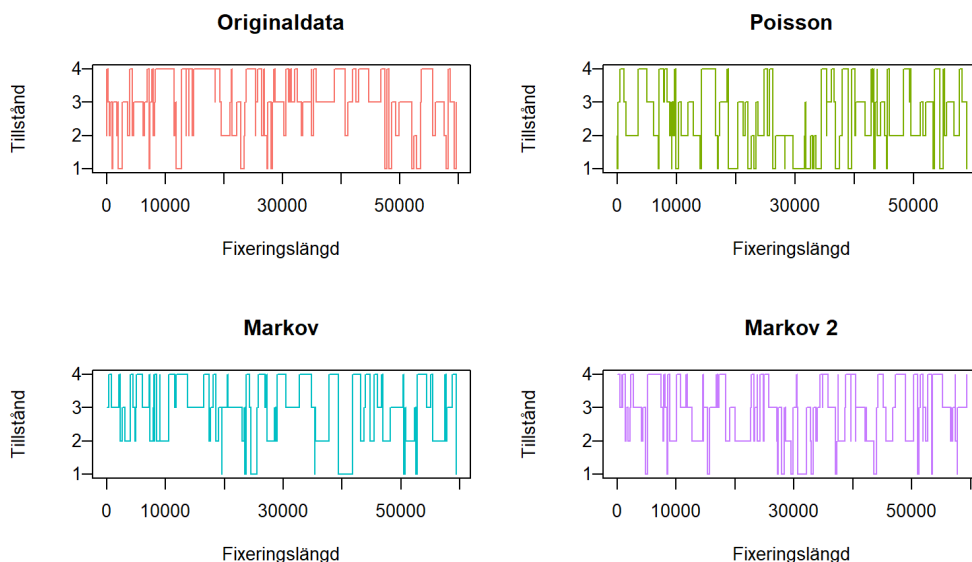 Originaldata
Tillstånd
4
3
2
1
0 10000 30000 50000
Fixeringslängd
Poisson
Tillstånd
4
3
2
1
0 10000 30000 50000
Fixeringslängd
Markov
Tillstånd
4
3
2
1
0 10000 30000 50000
Fixeringslängd
Markov 2
Tillstånd
4
3
2
1
0 10000 30000 50000
Fixeringslängd